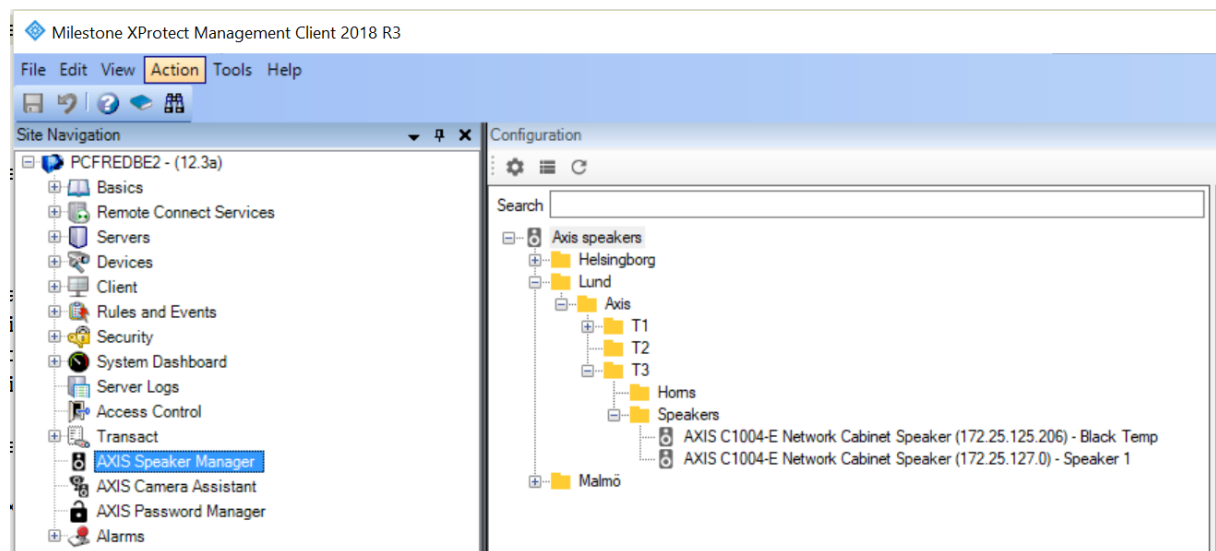 Milestone XProtect Management Client 2018 R3
File Edit View Action Tools Help
Site Navigation
PCFREDBE2 - (12.3a)
Basics
Remote Connect Services
Servers
Devices
Client
Rules and Events
Security
System Dashboard
Server Logs
Access Control
Transact
AXIS Speaker Manager
AXIS Camera Assistant
AXIS Password Manager
Alarms
Configuration
Search
Axis speakers
Helsingborg
Lund
Axis
T1
T2
T3
Horns
Speakers
AXIS C1004-E Network Cabinet Speaker (172.25.125.206) - Black Temp
AXIS C1004-E Network Cabinet Speaker (172.25.127.0) - Speaker 1
Malmö